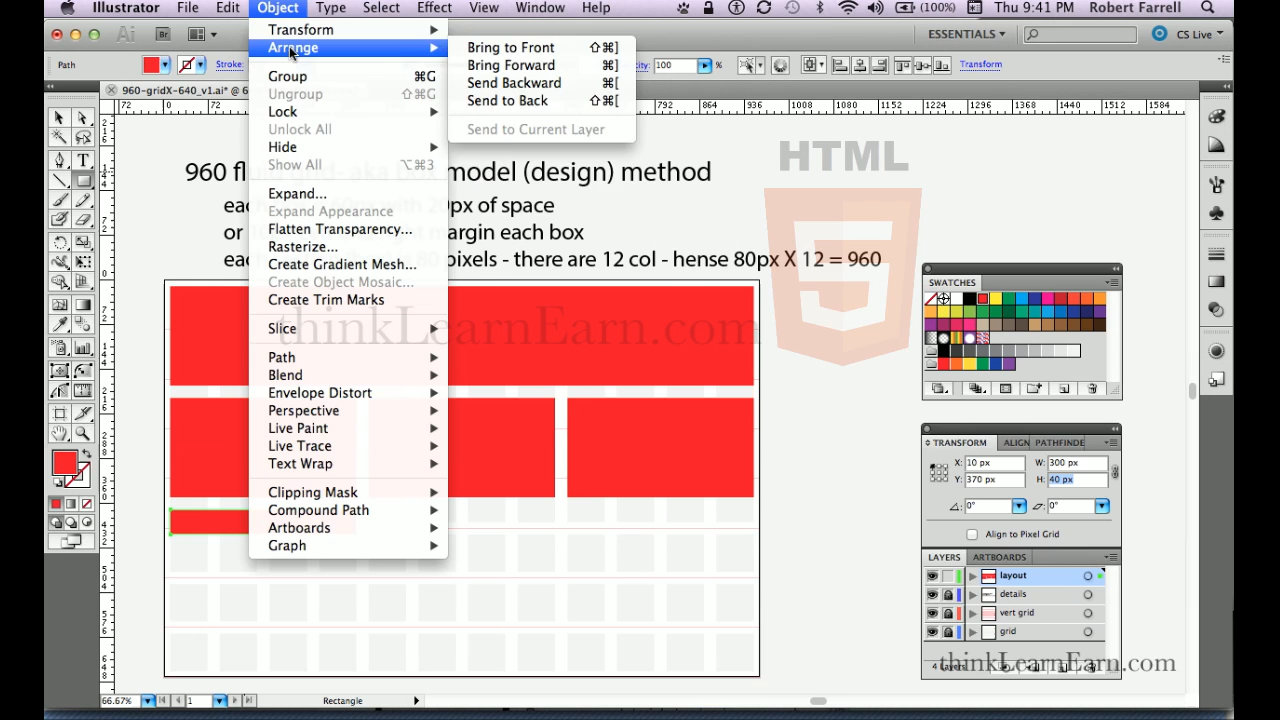 Illustrator File Edit Object Type Select Effect View Window Help (100%) Thu 9:41 PM Robert Farrell
Ai Br ESSENTIALS CS Live
Path Stroke: 100 % Transform
960-gridX-640_v1.ai* @ 6
72 0 72 792 864 936 1008 1080 1152 1224 1296 1368 1440 1512 1584
Transform
Arrange
Group ⌘G
Ungroup ⇧⌘G
Lock
Unlock All
Hide
Show All ⌥⌘3
Expand...
Expand Appearance
Flatten Transparency...
Rasterize...
Create Gradient Mesh...
Create Object Mosaic...
Create Trim Marks
Slice
Path
Blend
Envelope Distort
Perspective
Live Paint
Live Trace
Text Wrap
Clipping Mask
Compound Path
Artboards
Graph
Bring to Front ⇧⌘]
Bring Forward ⌘]
Send Backward ⌘[
Send to Back ⇧⌘[
Send to Current Layer
HTML
5
960 fl aka model (design) method
px of space
or margin each box
pixels - there are 12 col - hense 80px X 12 = 960
thinkLearnEarn.com
SWATCHES
TRANSFORM ALIGN PATHFINDE
X: 10 px W: 300 px
Y: 370 px H: 40 px
0° 0°
Align to Pixel Grid
LAYERS ARTBOARDS
layout
details
vert grid
grid
4 Layers
thinkLearnEarn.com
66.67% 1 Rectangle